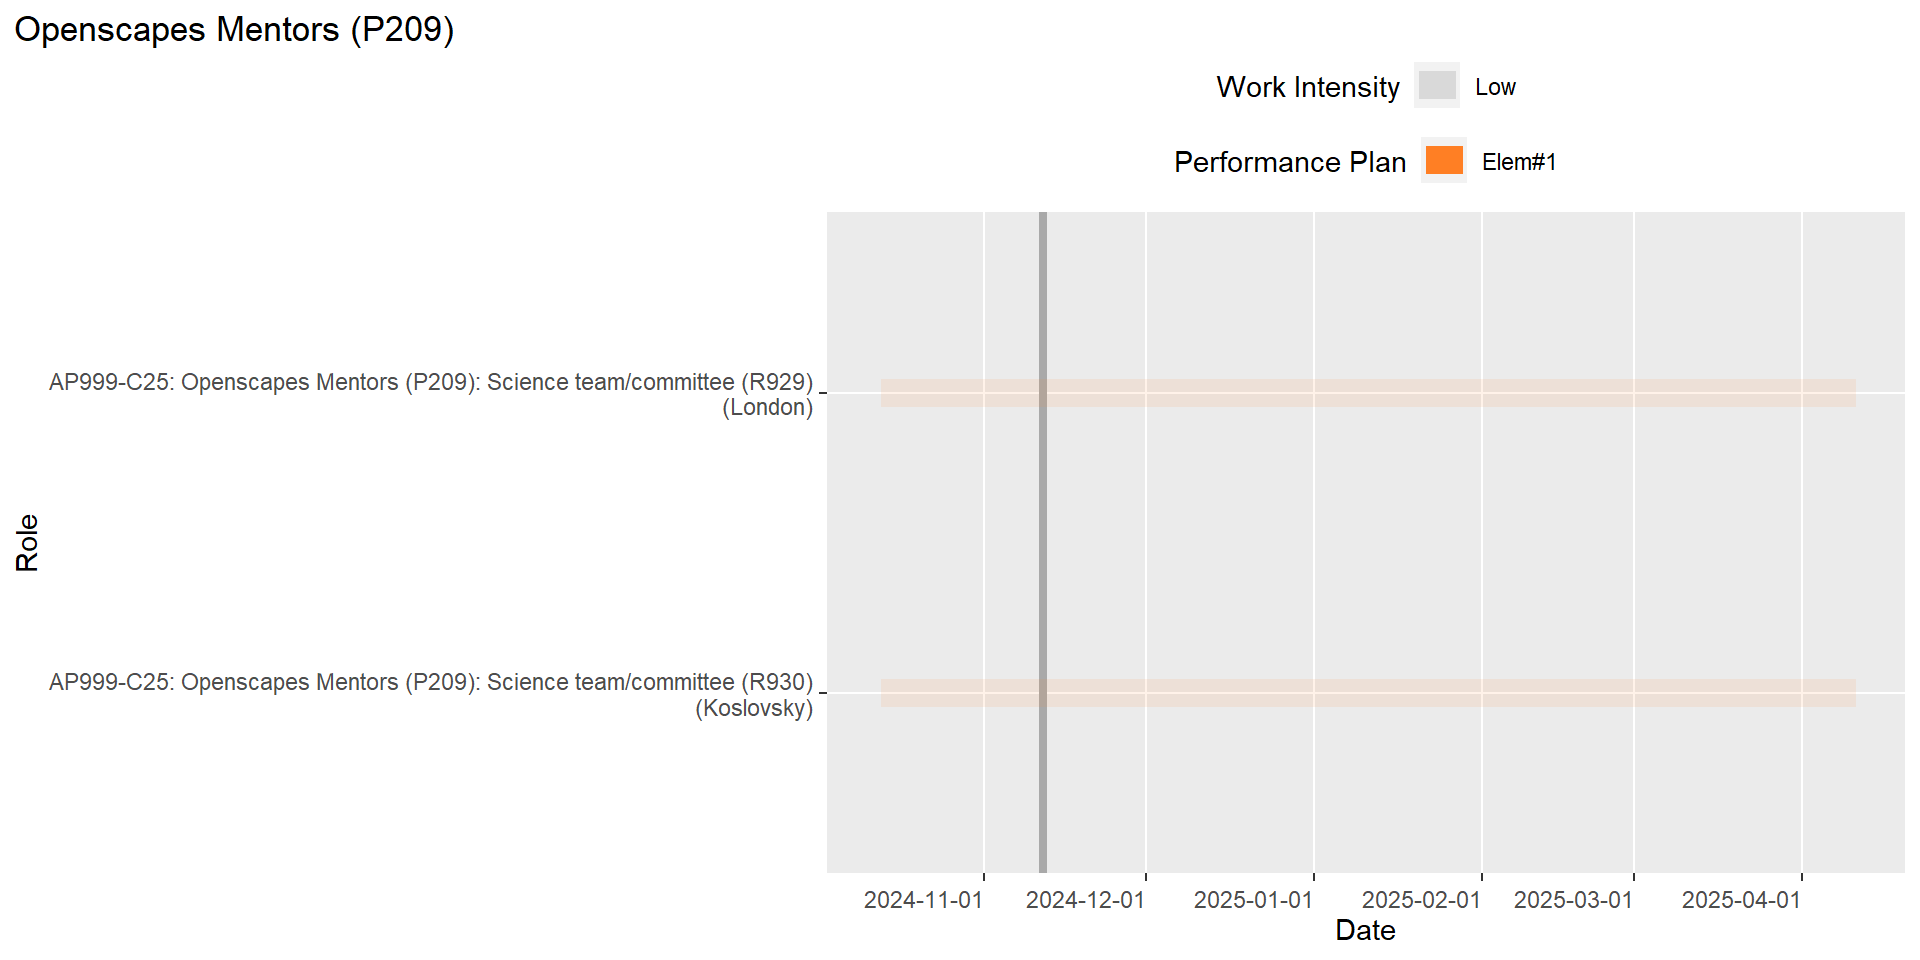 Openscapes Mentors (P209)
Work Intensity Low
Performance Plan Elem#1
AP999-C25: Openscapes Mentors (P209): Science team/committee (R929)
(London)
Role
AP999-C25: Openscapes Mentors (P209): Science team/committee (R930)
(Koslovsky)
2024-11-01 2024-12-01 2025-01-01 2025-02-01 2025-03-01 2025-04-01
Date